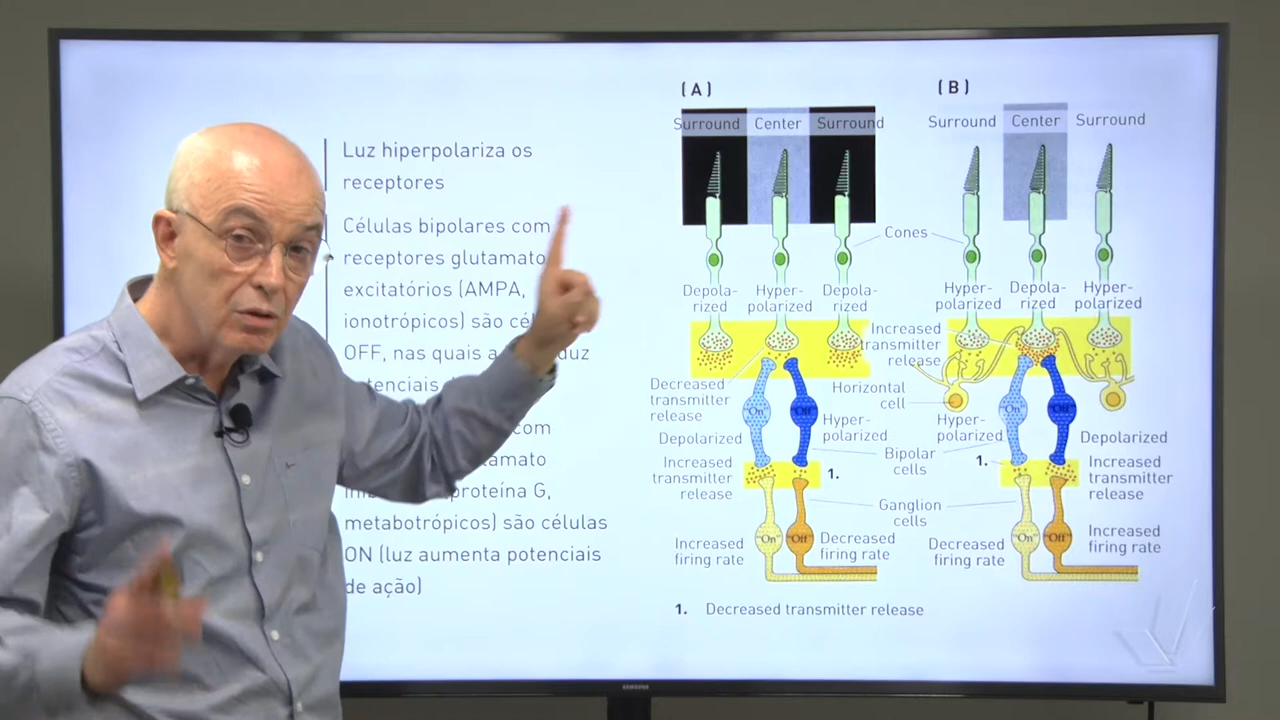 Luz hiperpolariza os
receptores
Células bipolares com
receptores glutamato
excitatórios (AMPA,
ionotrópicos) são
OFF, nas quais a
com
proteína G,
metabotrópicos) são células
ON (luz aumenta potenciais
de ação)
(A)
Surround Center Surround
Depola-
rized
Hyper-
polarized
Depola-
rized
Decreased
transmitter
release
Depolarized
Increased
transmitter
release
Increased
firing rate
"On" "Off"
Hyper-
polarized
1.
"On" "Off"
Decreased
firing rate
Cones
Increased
transmitter
release
Horizontal
cell
Bipolar
cells
Ganglion
cells
(B)
Surround Center Surround
Hyper-
polarized
Depola-
rized
Hyper-
polarized
Hyper-
polarized
"On" "Off"
Depolarized
1.
Increased
transmitter
release
Decreased
firing rate
"On" "Off"
Increased
firing rate
1. Decreased transmitter release
SAMSUNG